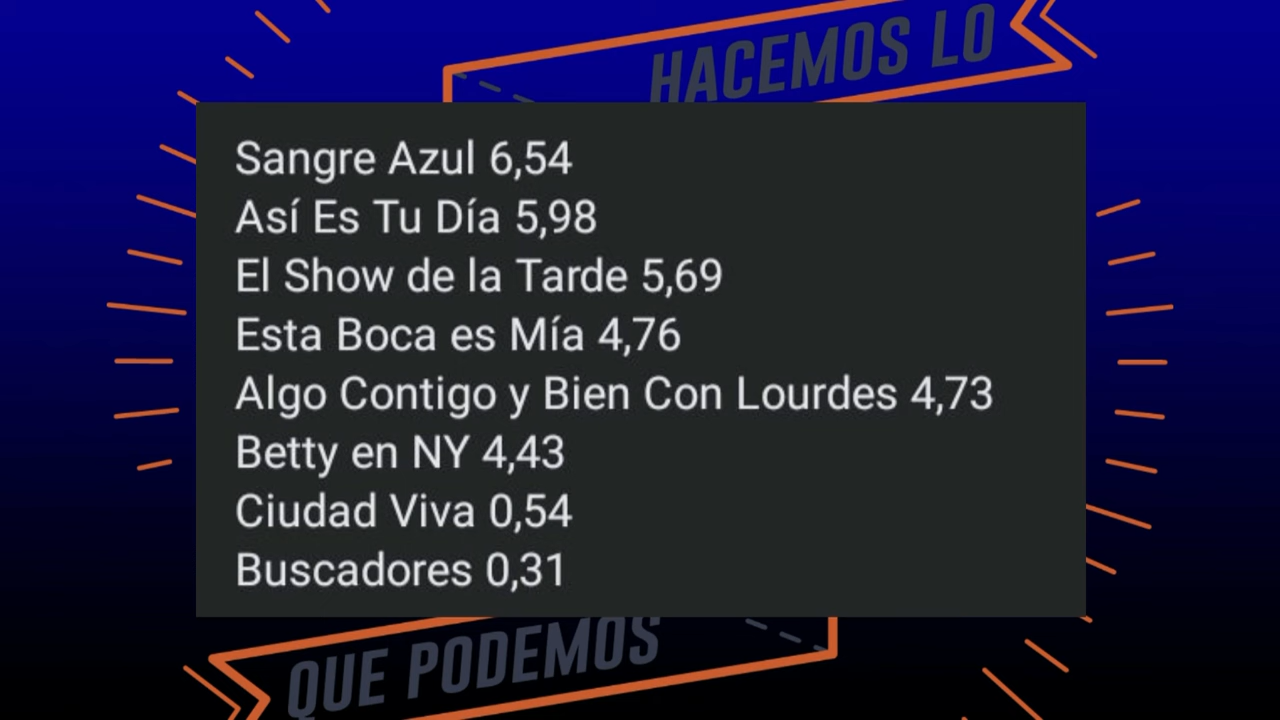 HACEMOS LO
Sangre Azul 6,54
Así Es Tu Día 5,98
El Show de la Tarde 5,69
Esta Boca es Mía 4,76
Algo Contigo y Bien Con Lourdes 4,73
Betty en NY 4,43
Ciudad Viva 0,54
Buscadores 0,31
QUE PODEMOS